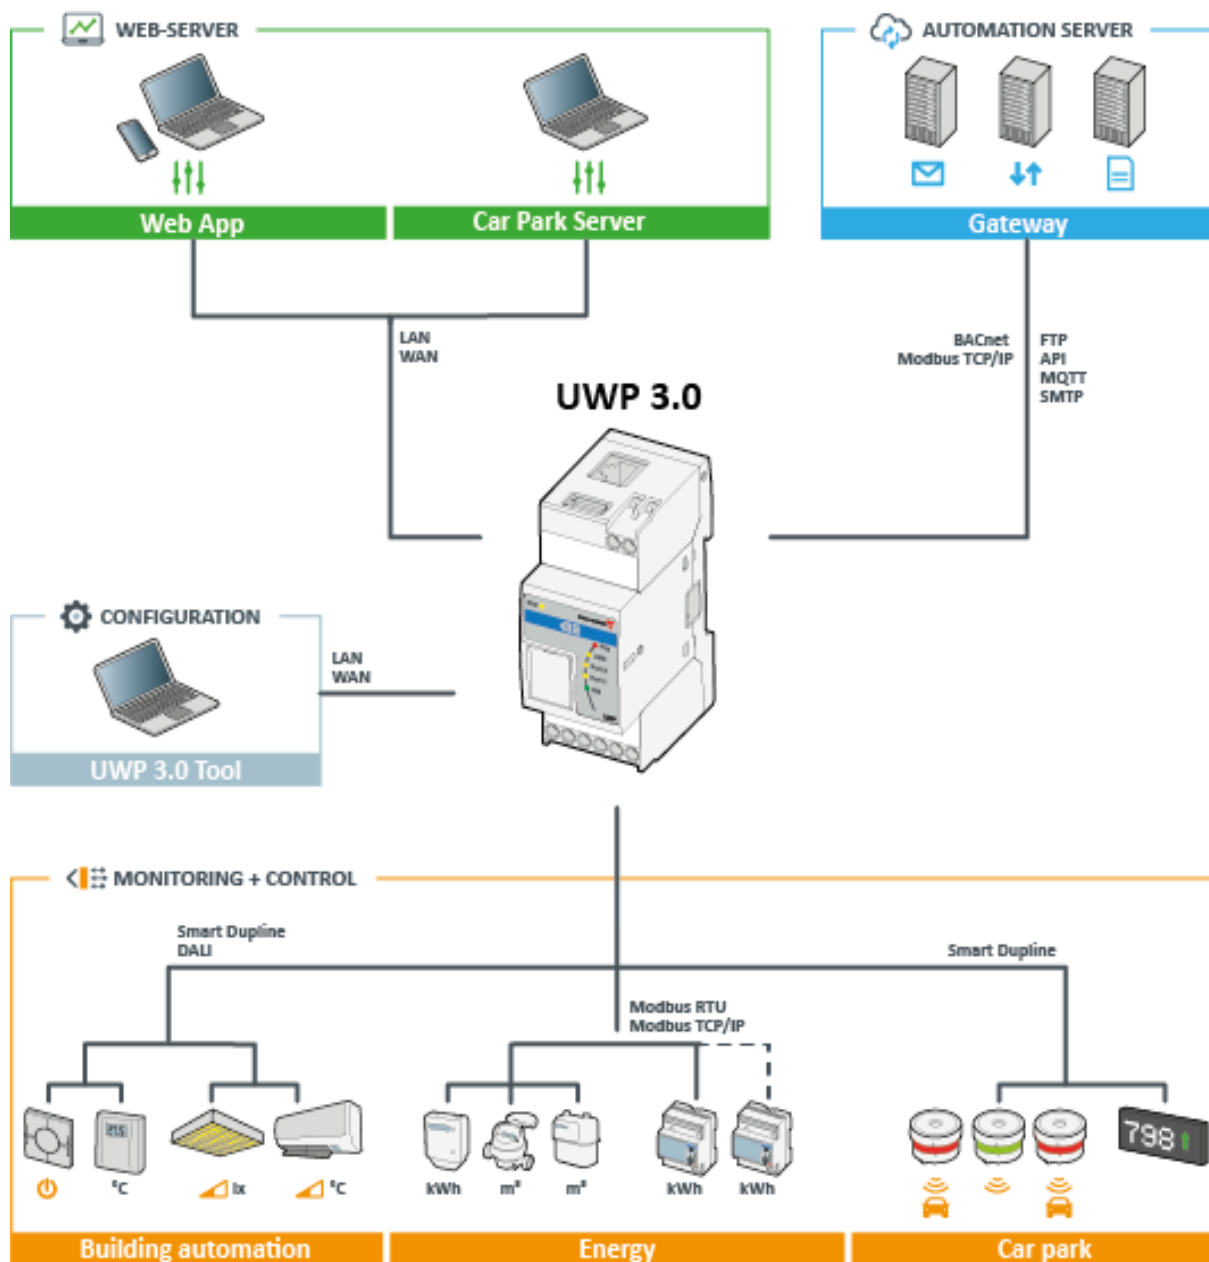 WEB-SERVER
AUTOMATION SERVER
Web App
Car Park Server
Gateway
LAN
WAN
BACnet
Modbus TCP/IP
FTP
API
MQTT
SMTP
UWP 3.0
CONFIGURATION
LAN
WAN
UWP 3.0 Tool
MONITORING + CONTROL
Smart Dupline
DALI
Smart Dupline
Modbus RTU
Modbus TCP/IP
798
°C
lx
°C
kWh
m³
m³
kWh
kWh
Building automation
Energy
Car park